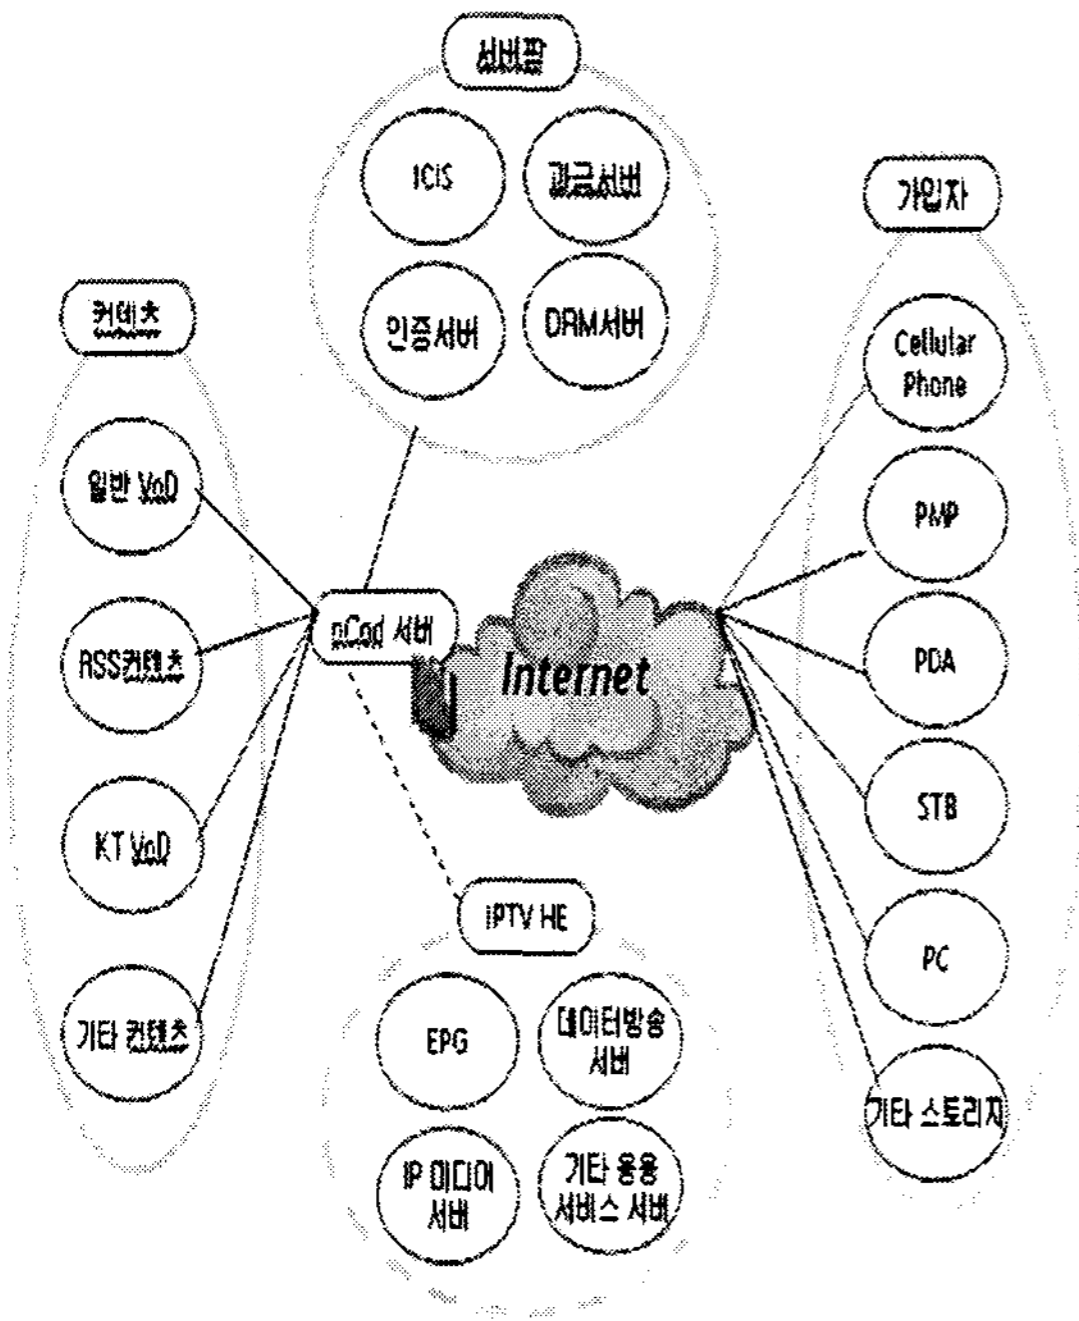 서버팜
ICIS
과금서버
인증서버
DRM서버
가입자
Cellular
Phone
PMP
PDA
STB
PC
기타 스토리지
컨텐츠
일반 VoD
RSS컨텐츠
KT VoD
기타 컨텐츠
nCod 서버
Internet
IPTV HE
EPG
데이터방송
서버
IP 미디어
서버
기타 응용
서비스 서버